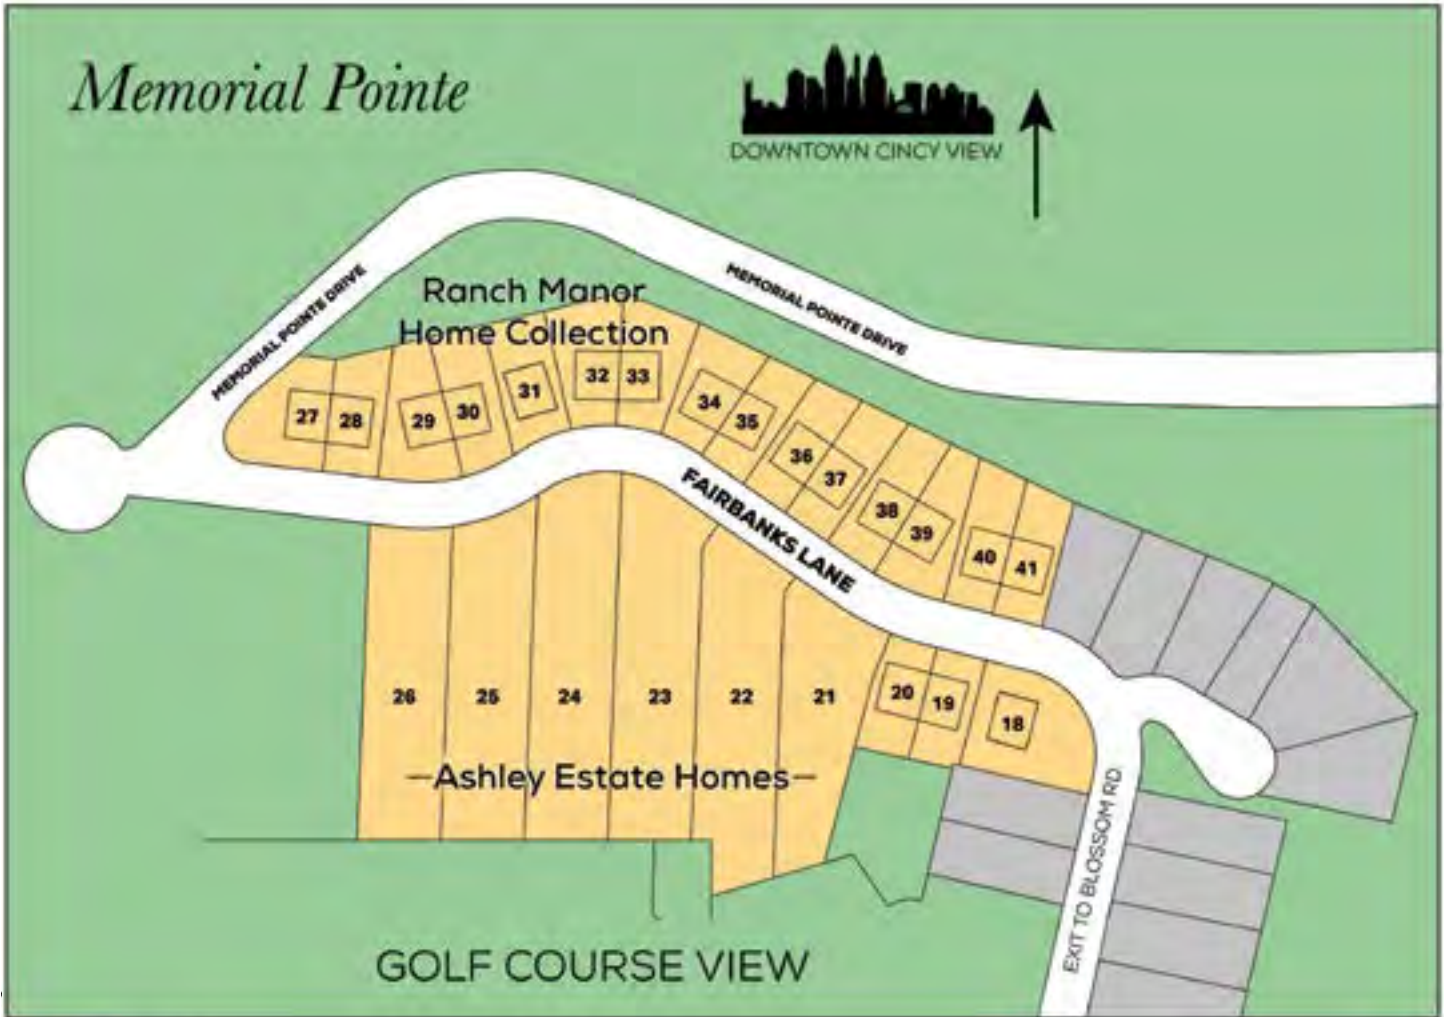 Memorial Pointe
DOWNTOWN CINCY VIEW
MEMORIAL POINTE DRIVE
MEMORIAL POINTE DRIVE
Ranch Manor
Home Collection
27
28
29
30
31
32
33
34
35
36
37
38
39
40
41
FAIRBANKS LANE
26
25
24
23
22
21
20
19
18
Ashley Estate Homes
EXIT TO BLOSSOM RD
GOLF COURSE VIEW